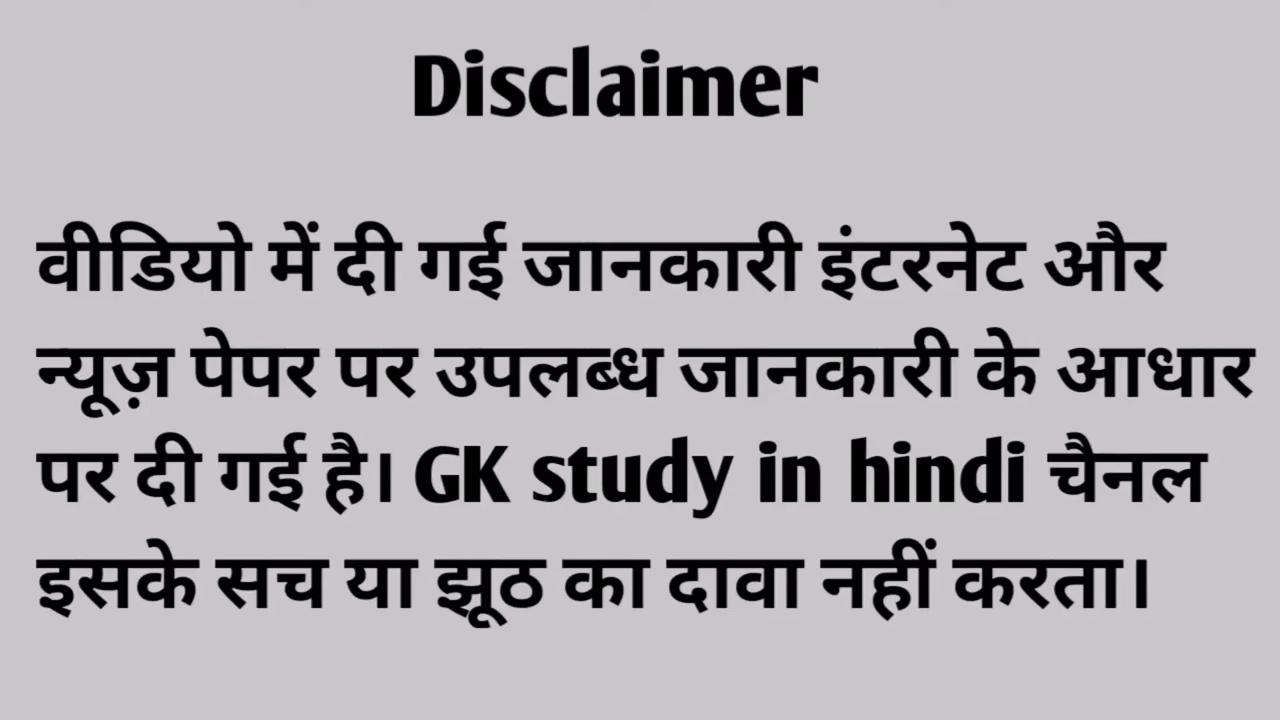 Disclaimer
वीडियो में दी गई जानकारी इंटरनेट और
न्यूज़ पेपर पर उपलब्ध जानकारी के आधार
पर दी गई है। GK study in hindi चैनल
इसके सच या झूठ का दावा नहीं करता।